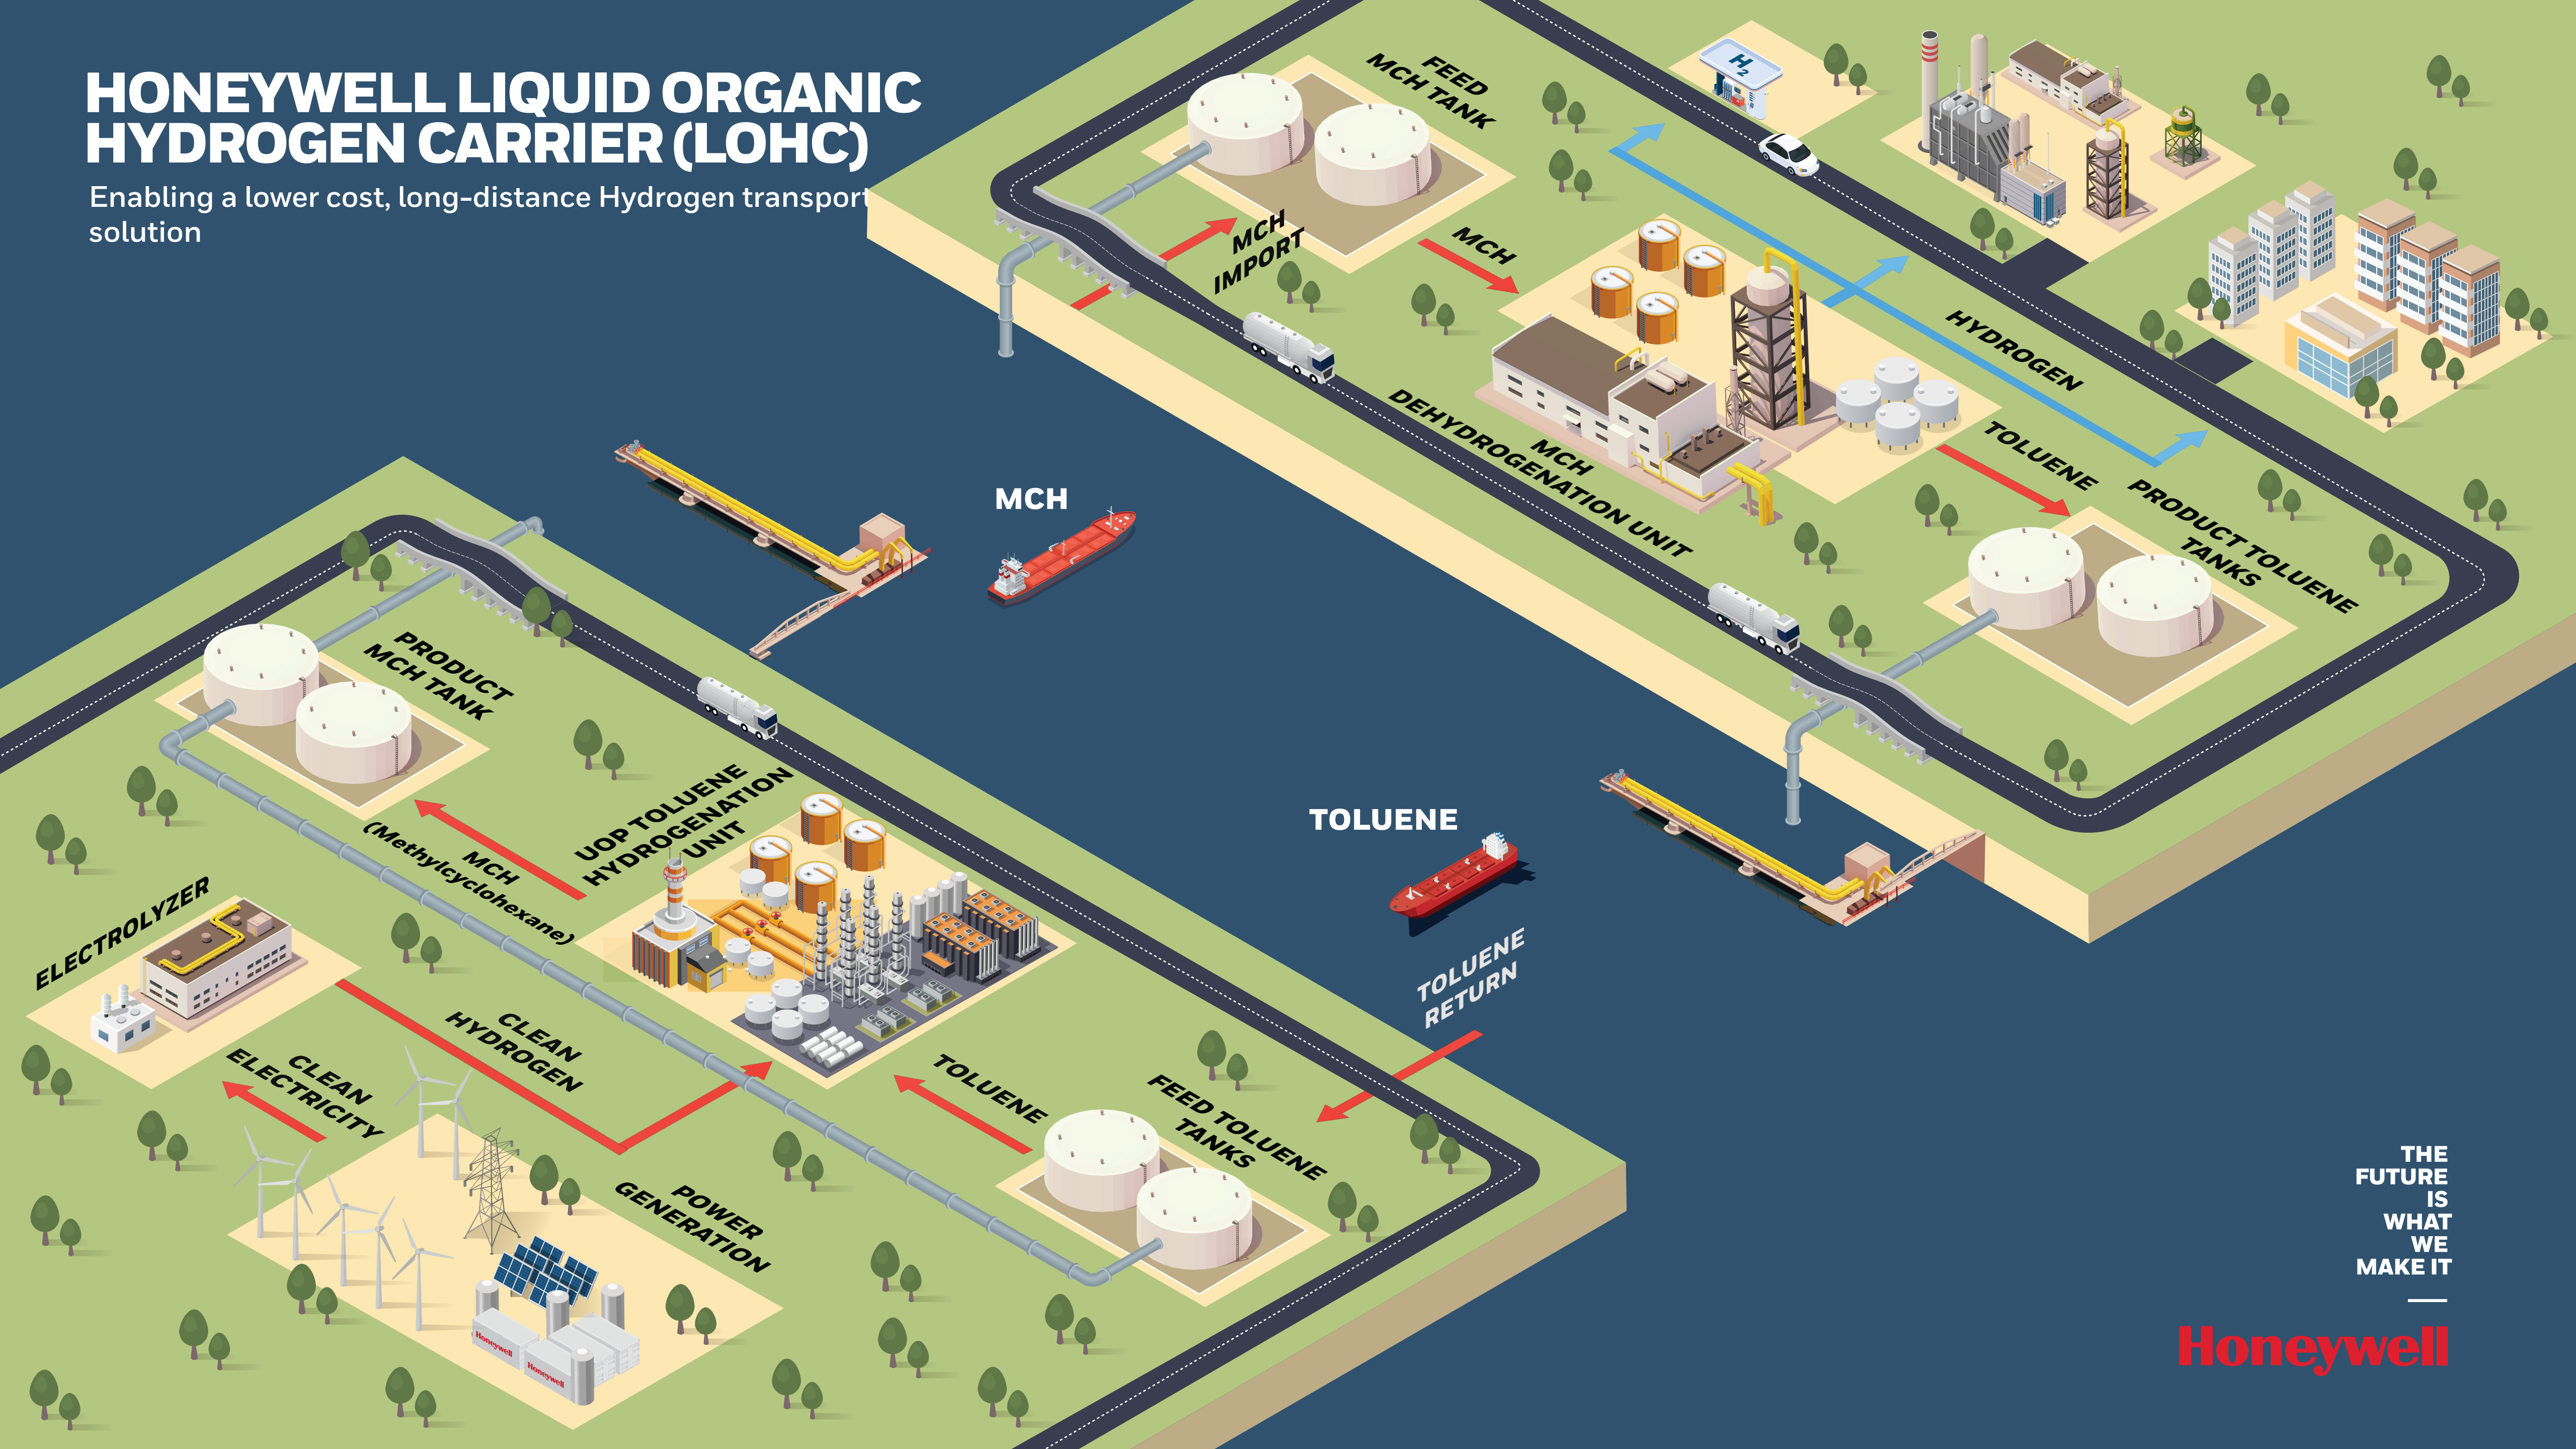 HONEYWELL LIQUID ORGANIC
HYDROGEN CARRIER (LOHC)
Enabling a lower cost, long-distance Hydrogen transport
solution
FEED
MCH TANK
H2
MCH
IMPORT
MCH
HYDROGEN
MCH
DEHYDROGENATION UNIT
TOLUENE
PRODUCT TOLUENE
TANKS
MCH
PRODUCT
MCH TANK
UOP TOLUENE
HYDROGENATION
UNIT
MCH
(Methylcyclohexane)
TOLUENE
TOLUENE
RETURN
ELECTROLYZER
CLEAN
HYDROGEN
CLEAN
ELECTRICITY
TOLUENE
FEED TOLUENE
TANKS
POWER
GENERATION
Honeywell
Honeywell
THE
FUTURE
IS
WHAT
WE
MAKE IT
Honeywell